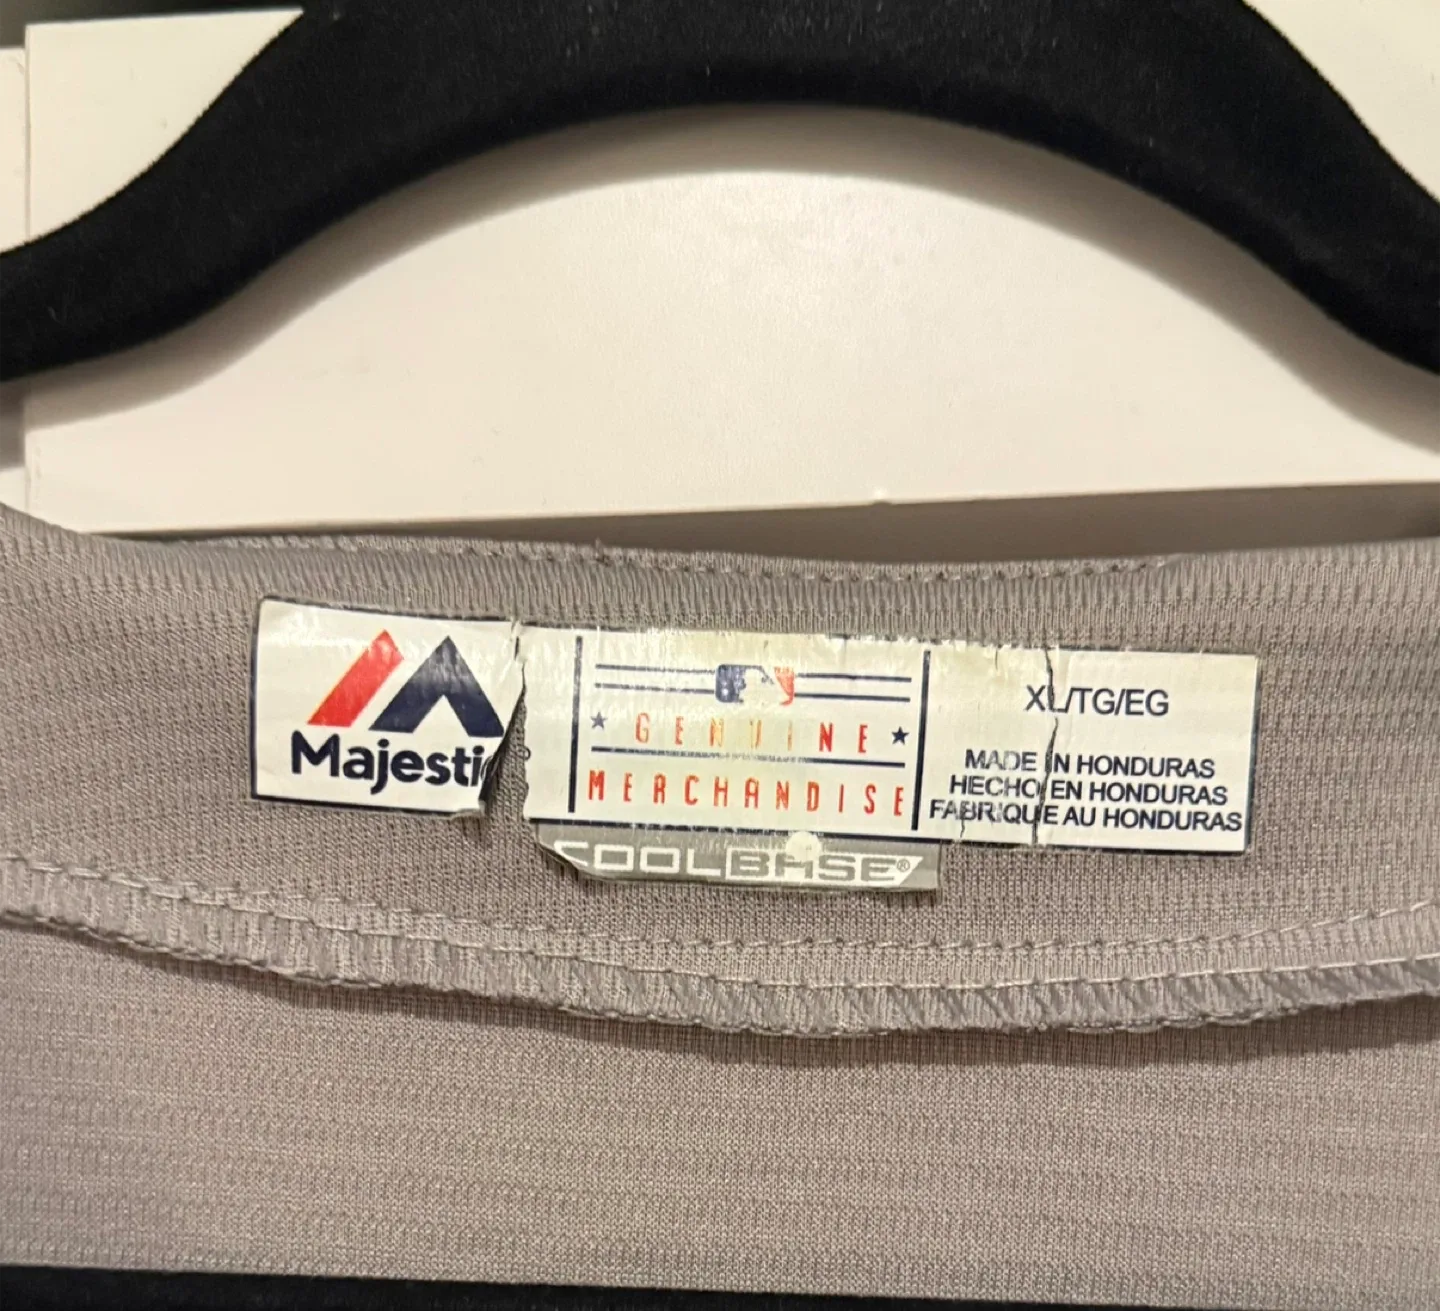 Majestic
★ GENUINE ★
MERCHANDISE
COOLBASE®
XL/TG/EG
MADE IN HONDURAS
HECHO EN HONDURAS
FABRIQUE AU HONDURAS